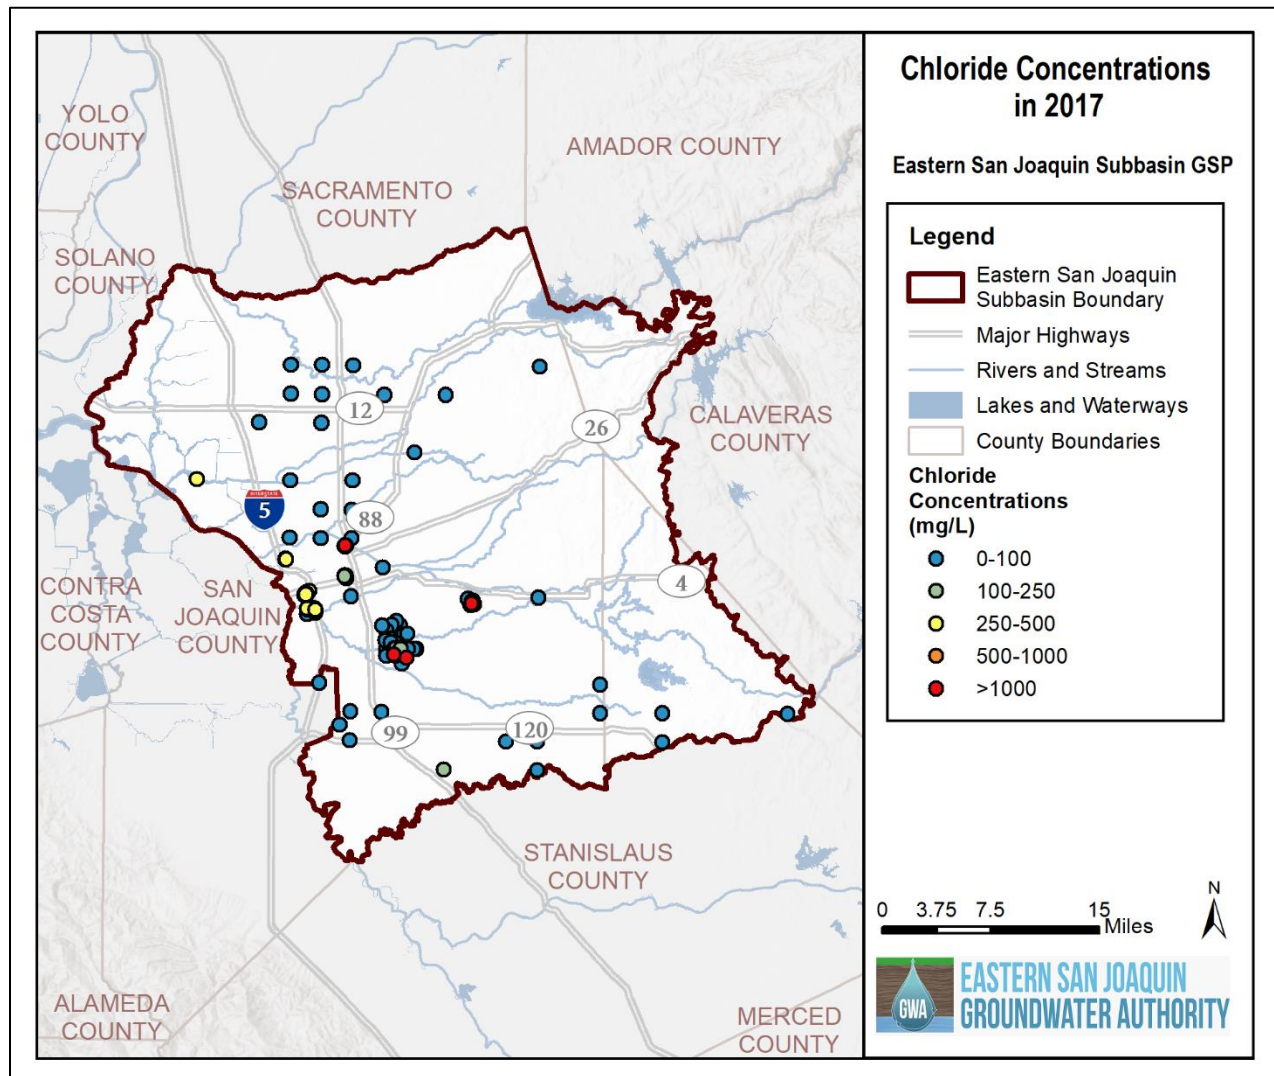 YOLO
COUNTY
AMADOR COUNTY
SACRAMENTO
COUNTY
SOLANO
COUNTY
12
26
CALAVERAS
COUNTY
INTERSTATE
5
88
CONTRA
COSTA
COUNTY
SAN
JOAQUIN
COUNTY
4
99
120
STANISLAUS
COUNTY
ALAMEDA
COUNTY
MERCED
COUNTY
Chloride Concentrations
in 2017
Eastern San Joaquin Subbasin GSP
Legend
Eastern San Joaquin
Subbasin Boundary
Major Highways
Rivers and Streams
Lakes and Waterways
County Boundaries
Chloride
Concentrations
(mg/L)
0-100
100-250
250-500
500-1000
>1000
N
0 3.75 7.5 15
Miles
GWA
EASTERN SAN JOAQUIN
GROUNDWATER AUTHORITY